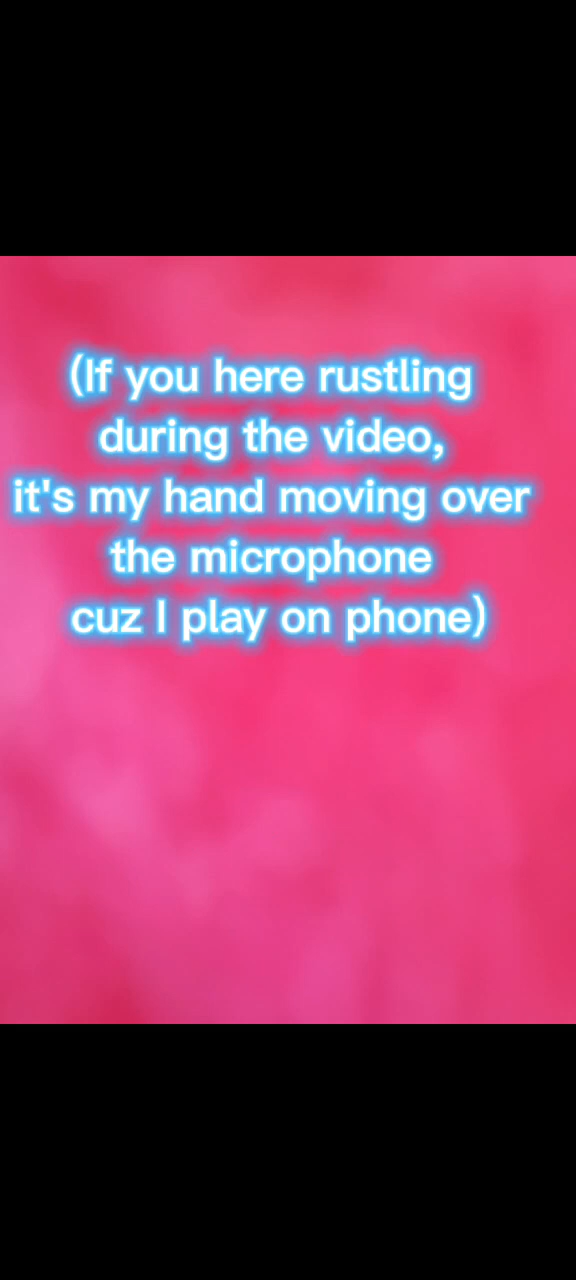 (If you here rustling
during the video,
it's my hand moving over
the microphone
cuz I play on phone)